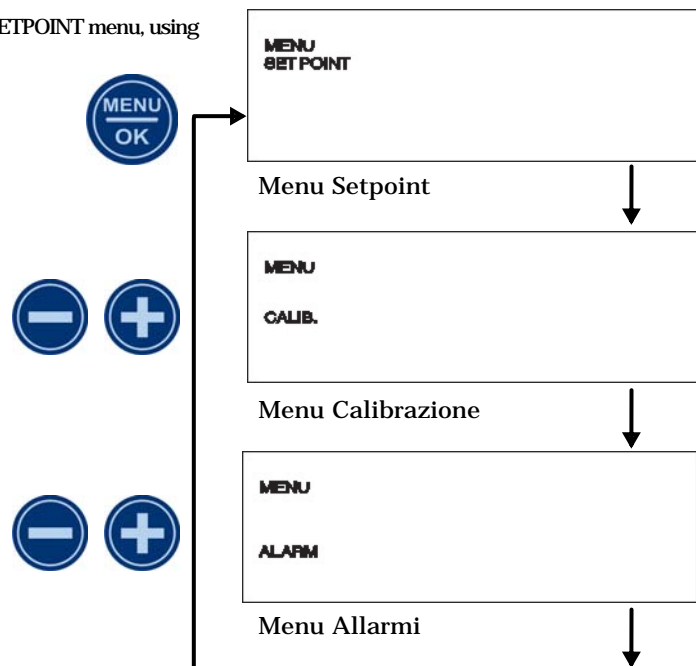 ETPOINT menu, using
MENU
SET POINT
MENU
OK
Menu Setpoint
MENU
CALIB.
Menu Calibrazione
MENU
ALARM
Menu Allarmi